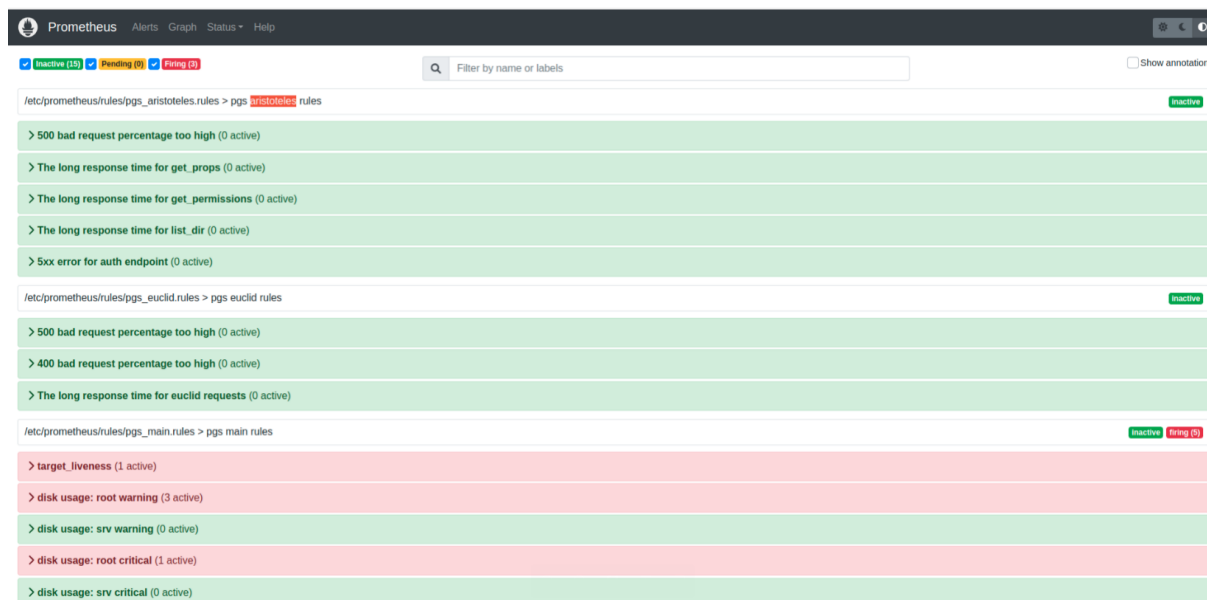 Prometheus Alerts Graph Status Help
Inactive (15) Pending (0) Firing (3) Filter by name or labels Show annotation
/etc/prometheus/rules/pgs_aristoteles.rules > pgs aristoteles rules inactive
500 bad request percentage too high (0 active)
The long response time for get_props (0 active)
The long response time for get_permissions (0 active)
The long response time for list_dir (0 active)
5xx error for auth endpoint (0 active)
/etc/prometheus/rules/pgs_euclid.rules > pgs euclid rules inactive
500 bad request percentage too high (0 active)
400 bad request percentage too high (0 active)
The long response time for euclid requests (0 active)
/etc/prometheus/rules/pgs_main.rules > pgs main rules inactive firing (5)
target_liveness (1 active)
disk usage: root warning (3 active)
disk usage: srv warning (0 active)
disk usage: root critical (1 active)
disk usage: srv critical (0 active)